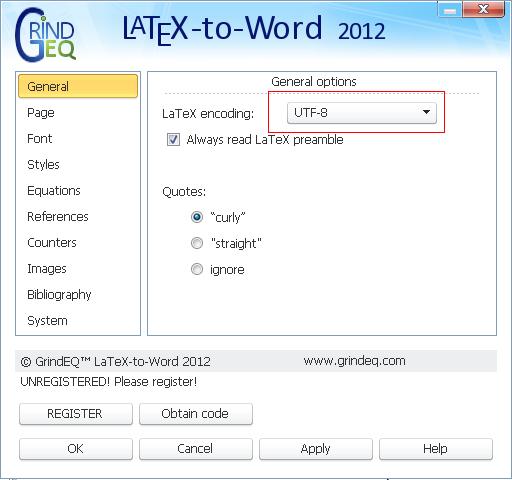 GRIND EQ
LATEX-to-Word 2012
General
Page
Font
Styles
Equations
References
Counters
Images
Bibliography
System
General options
LaTeX encoding: UTF-8
Always read LaTeX preamble
Quotes:
“curly”
"straight"
ignore
© GrindEQ™ LaTeX-to-Word 2012 www.grindeq.com
UNREGISTERED! Please register!
REGISTER Obtain code
OK Cancel Apply Help